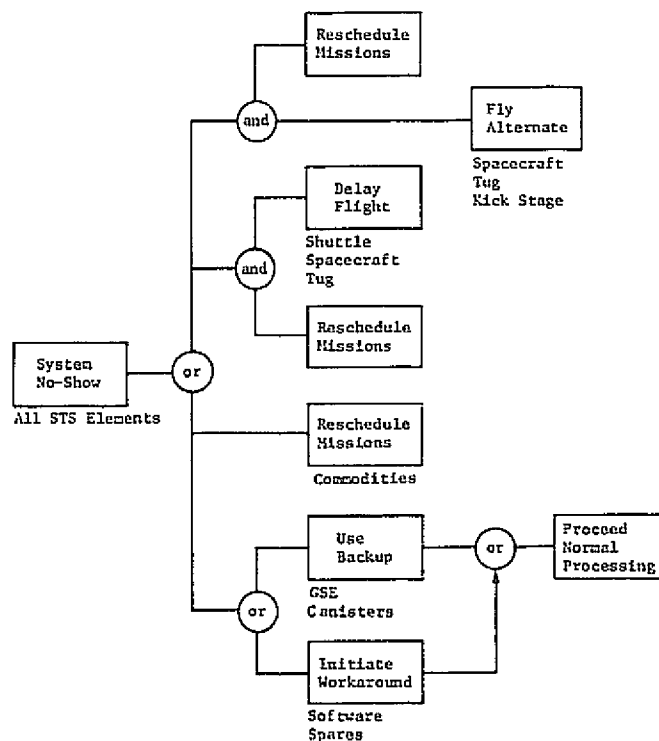 Reschedule
Missions
and
Fly
Alternate
Spacecraft
Tug
Kick Stage
Delay
Flight
Shuttle
Spacecraft
Tug
and
Reschedule
Missions
System
No-Show
All STS Elements
or
Reschedule
Missions
Commodities
Use
Backup
GSE
Canisters
or
Proceed
Normal
Processing
or
Initiate
Workaround
Software
Spares